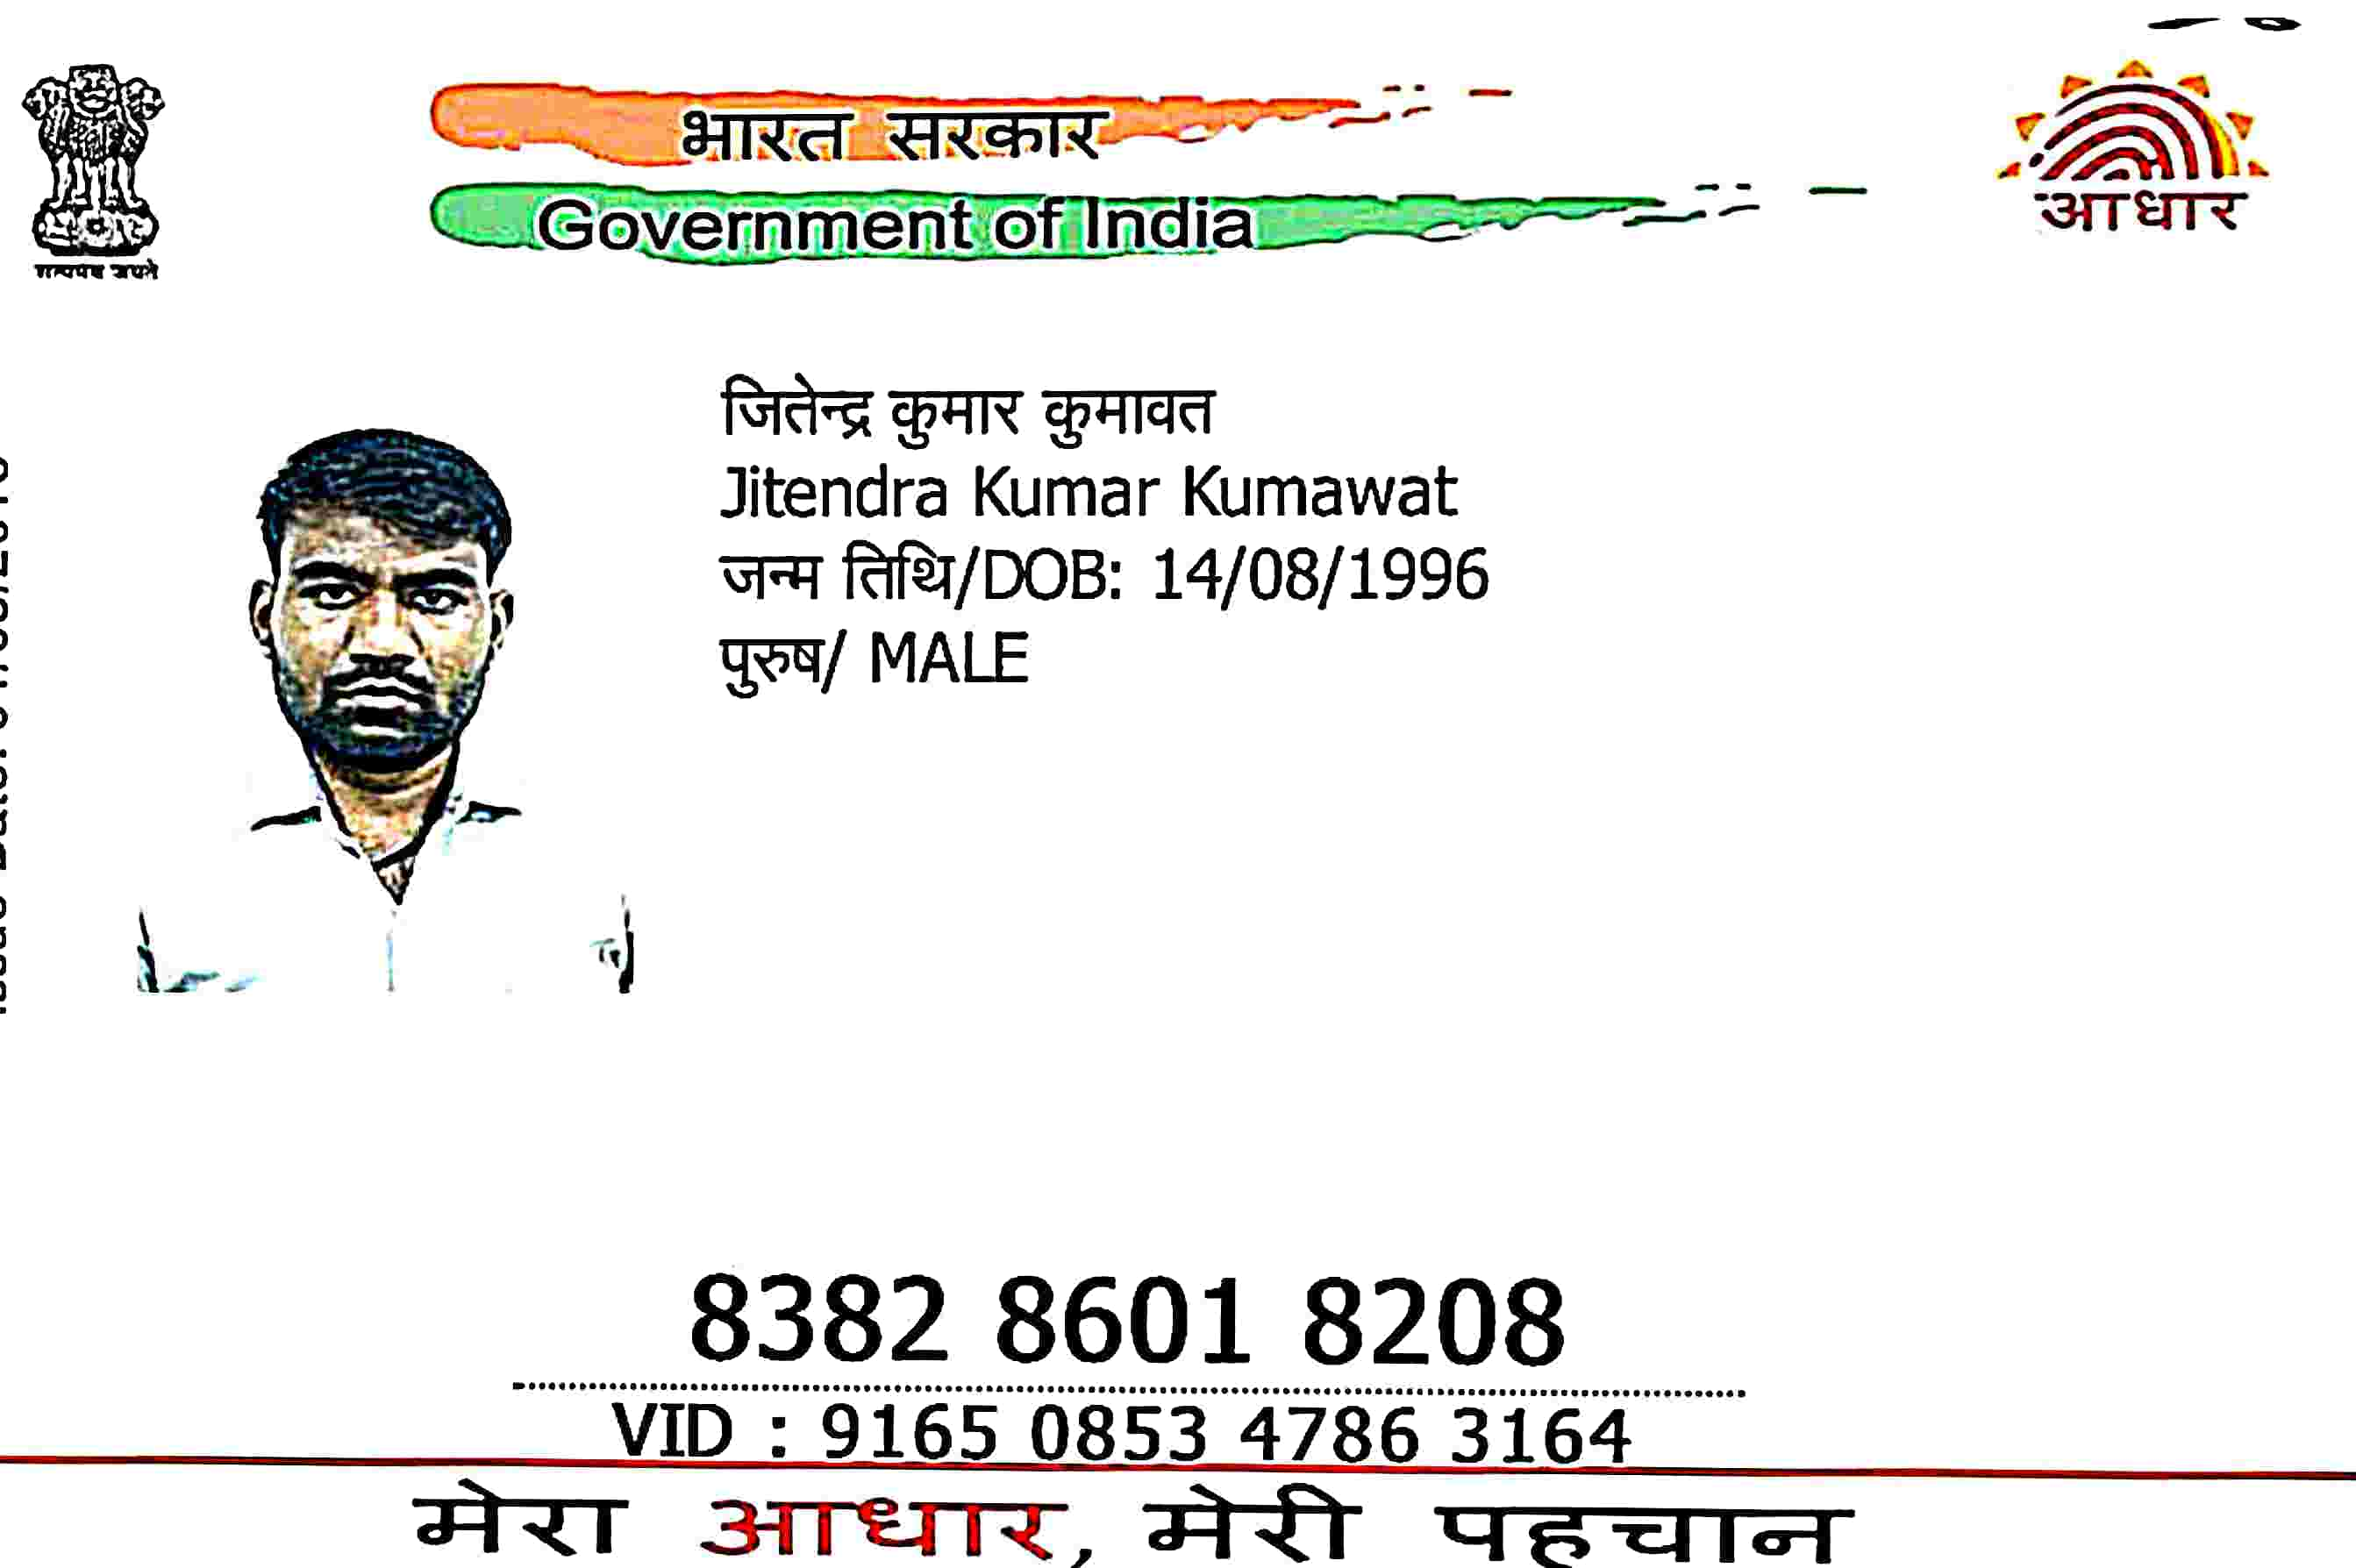 भारत सरकार
Government of India
आधार
जितेन्द्र कुमार कुमावत
Jitendra Kumar Kumawat
जन्म तिथि/DOB: 14/08/1996
पुरुष/ MALE
8382 8601 8208
VID : 9165 0853 4786 3164
मेरा आधार, मेरी पहचान